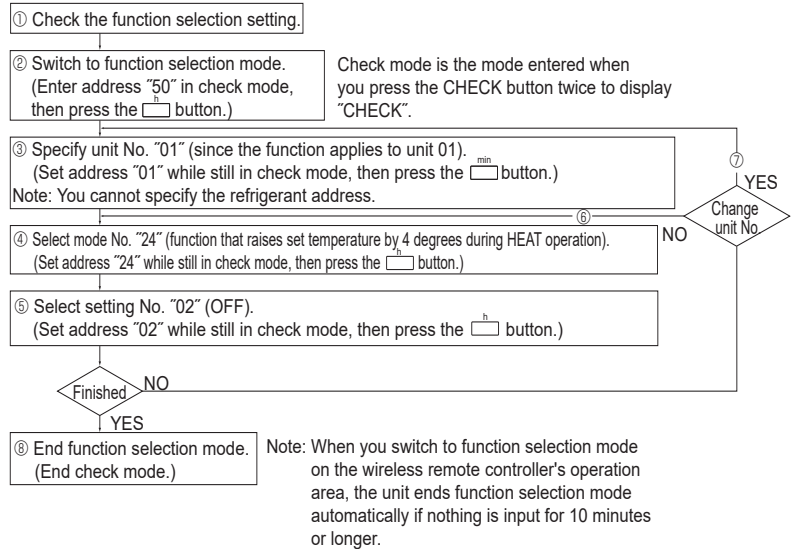 ① Check the function selection setting.
② Switch to function selection mode.
(Enter address ˝50˝ in check mode,
then press the h button.)
Check mode is the mode entered when
you press the CHECK button twice to display
˝CHECK˝.
③ Specify unit No. ˝01˝ (since the function applies to unit 01).
(Set address ˝01˝ while still in check mode, then press the min button.)
Note: You cannot specify the refrigerant address.
⑦
YES
Change
unit No.
⑥
NO
④ Select mode No. ˝24˝ (function that raises set temperature by 4 degrees during HEAT operation).
(Set address ˝24˝ while still in check mode, then press the h button.)
⑤ Select setting No. ˝02˝ (OFF).
(Set address ˝02˝ while still in check mode, then press the h button.)
Finished
NO
YES
⑧ End function selection mode.
(End check mode.)
Note: When you switch to function selection mode
on the wireless remote controller's operation
area, the unit ends function selection mode
automatically if nothing is input for 10 minutes
or longer.